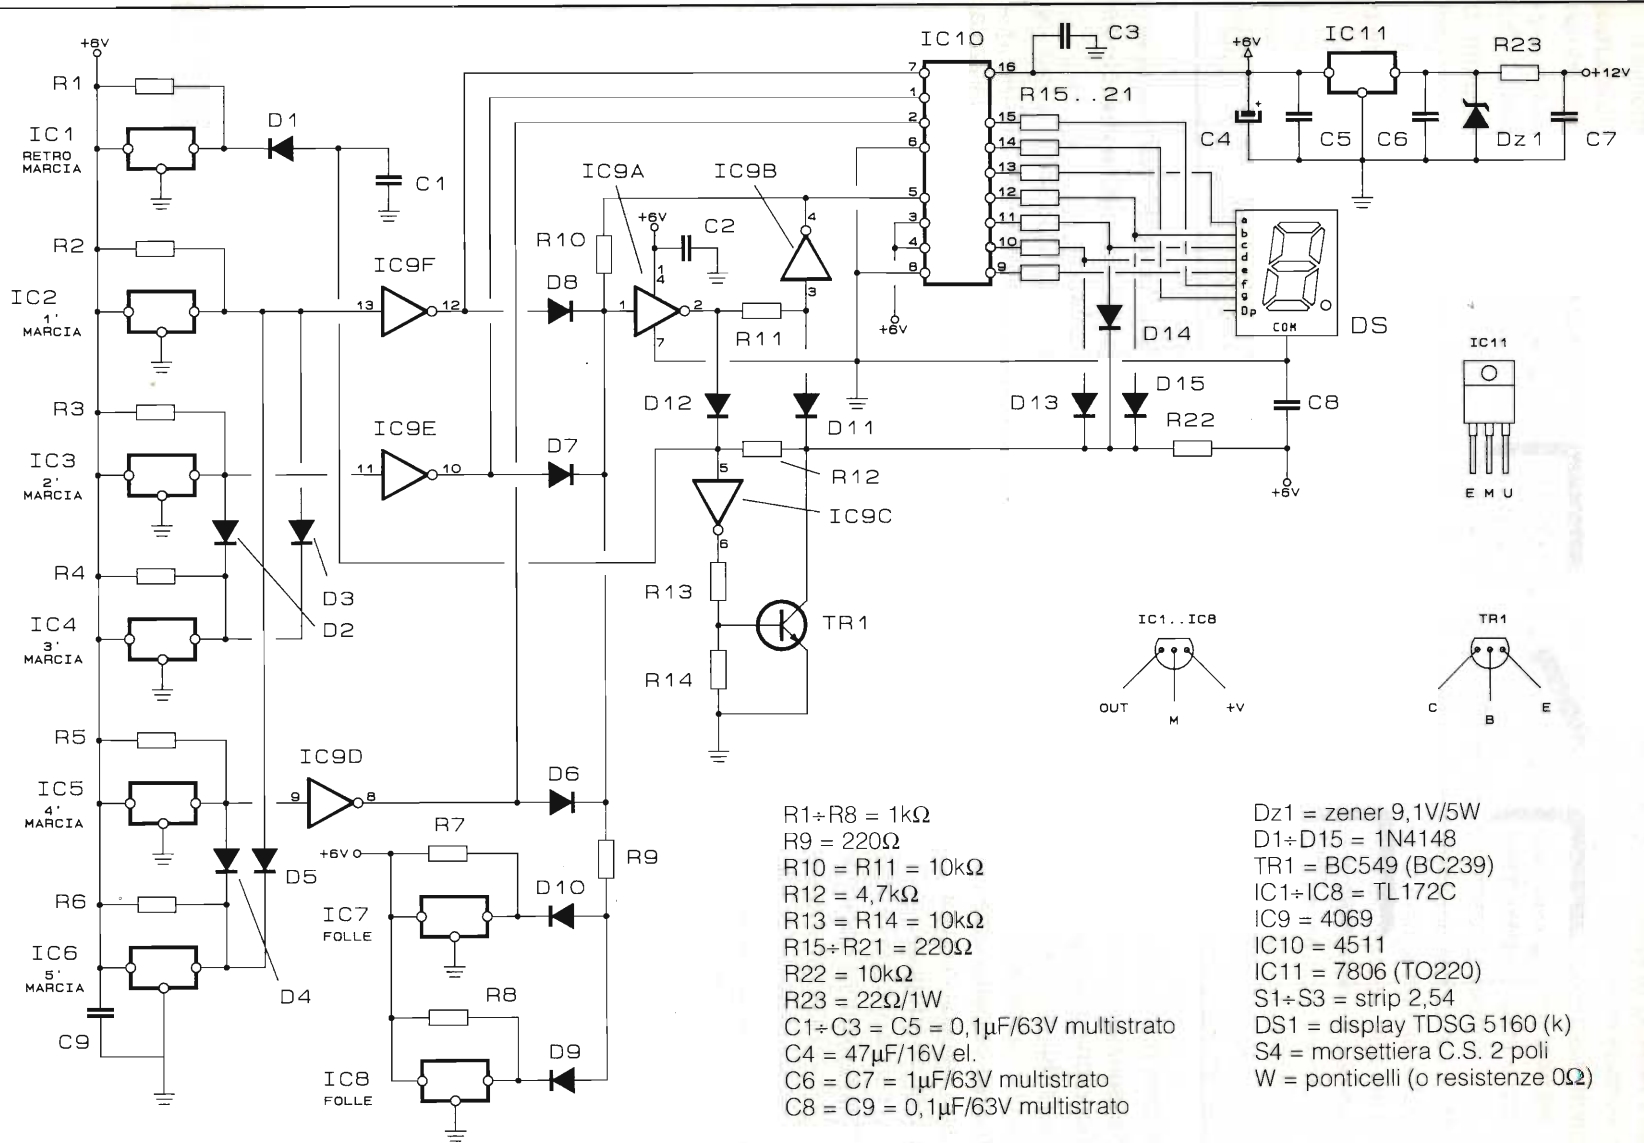 +6V
R1
IC1
RETRO
MARCIA
D1
C1
R2
IC2
1'
MARCIA
R3
IC3
2'
MARCIA
R4
IC4
3'
MARCIA
D3
D2
R5
IC5
4'
MARCIA
R6
IC6
5'
MARCIA
D5
D4
C9
IC9F
13
12
IC9E
11
10
IC9D
9
8
+6V
R7
IC7
FOLLE
D10
R8
IC8
FOLLE
D9
R9
D8
D7
D6
R10
IC9A
+6V
C2
1
4
1
2
7
R11
IC9B
4
3
D12
D11
R12
5
IC9C
6
R13
R14
TR1
IC10
7
1
2
6
5
3
4
8
+6V
16
15
14
13
12
11
10
9
C3
R15..21
+6V
IC11
R23
+12V
C4
+
C5
C6
Dz1
C7
a
b
c
d
e
f
g
Dp
COM
DS
D14
D13
D15
R22
C8
+6V
IC11
E M U
IC1..IC8
OUT
M
+V
TR1
C
B
E
R1÷R8 = 1kΩ
R9 = 220Ω
R10 = R11 = 10kΩ
R12 = 4,7kΩ
R13 = R14 = 10kΩ
R15÷R21 = 220Ω
R22 = 10kΩ
R23 = 22Ω/1W
C1÷C3 = C5 = 0,1µF/63V multistrato
C4 = 47µF/16V el.
C6 = C7 = 1µF/63V multistrato
C8 = C9 = 0,1µF/63V multistrato
Dz1 = zener 9,1V/5W
D1÷D15 = 1N4148
TR1 = BC549 (BC239)
IC1÷IC8 = TL172C
IC9 = 4069
IC10 = 4511
IC11 = 7806 (TO220)
S1÷S3 = strip 2,54
DS1 = display TDSG 5160 (k)
S4 = morsettiera C.S. 2 poli
W = ponticelli (o resistenze 0Ω)